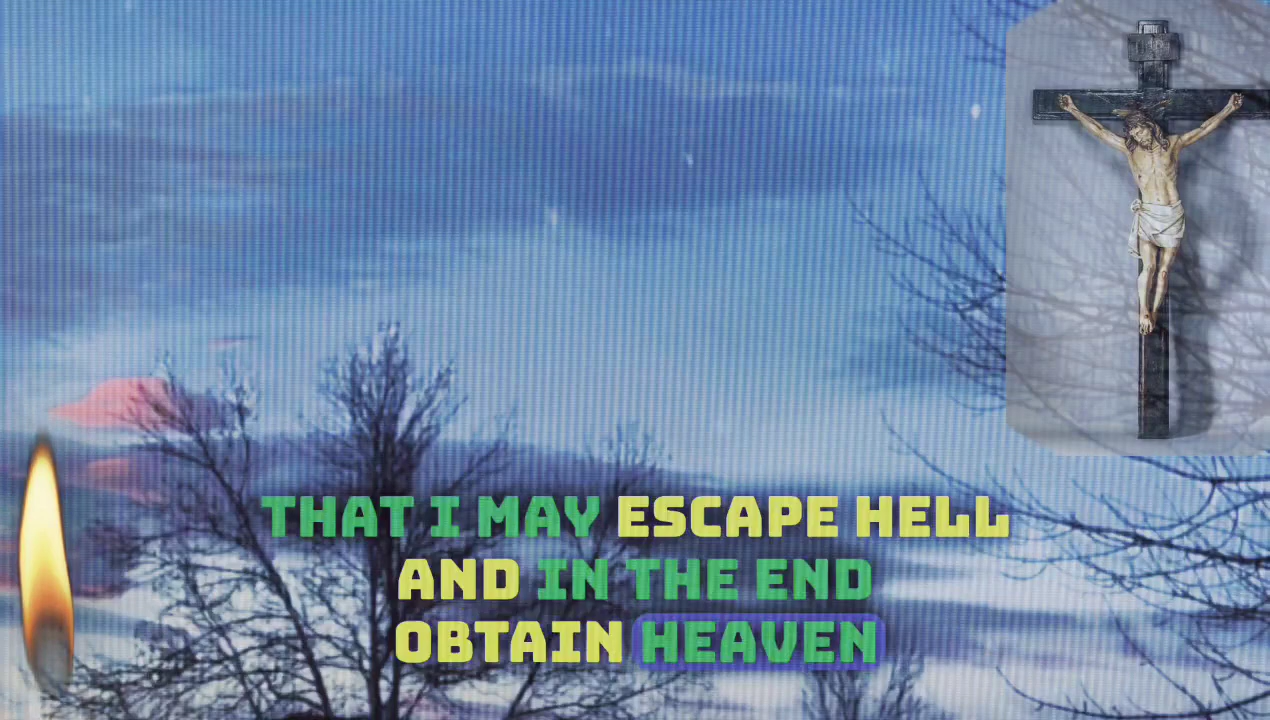 THAT I MAY ESCAPE HELL
AND IN THE END
OBTAIN HEAVEN